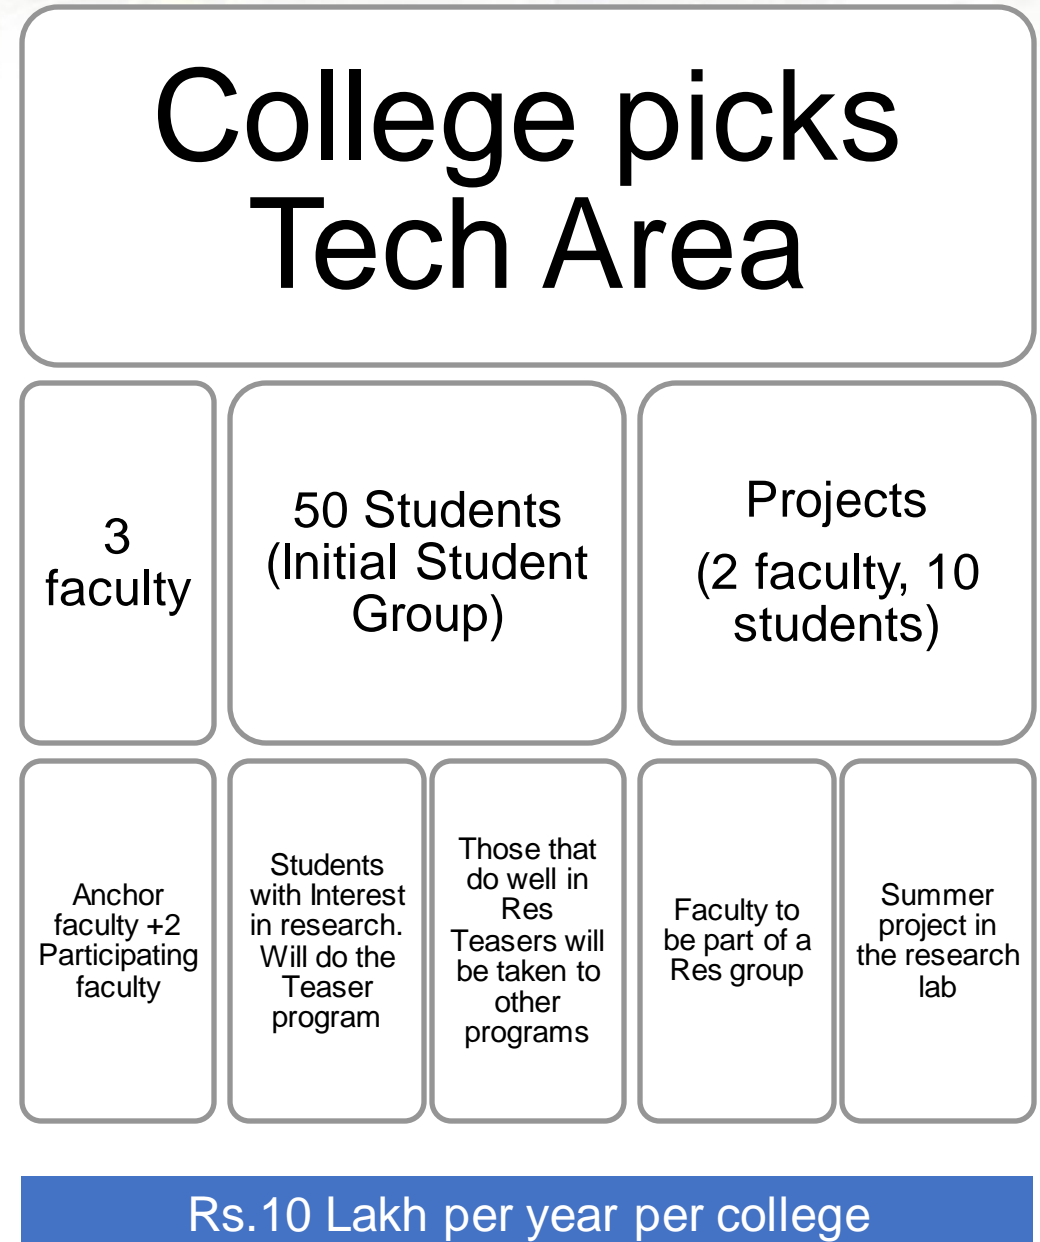 College picks
Tech Area
3
faculty
50 Students
(Initial Student
Group)
Projects
(2 faculty, 10
students)
Anchor
faculty +2
Participating
faculty
Students
with Interest
in research.
Will do the
Teaser
program
Those that
do well in
Res
Teasers will
be taken to
other
programs
Faculty to
be part of a
Res group
Summer
project in
the research
lab
Rs.10 Lakh per year per college